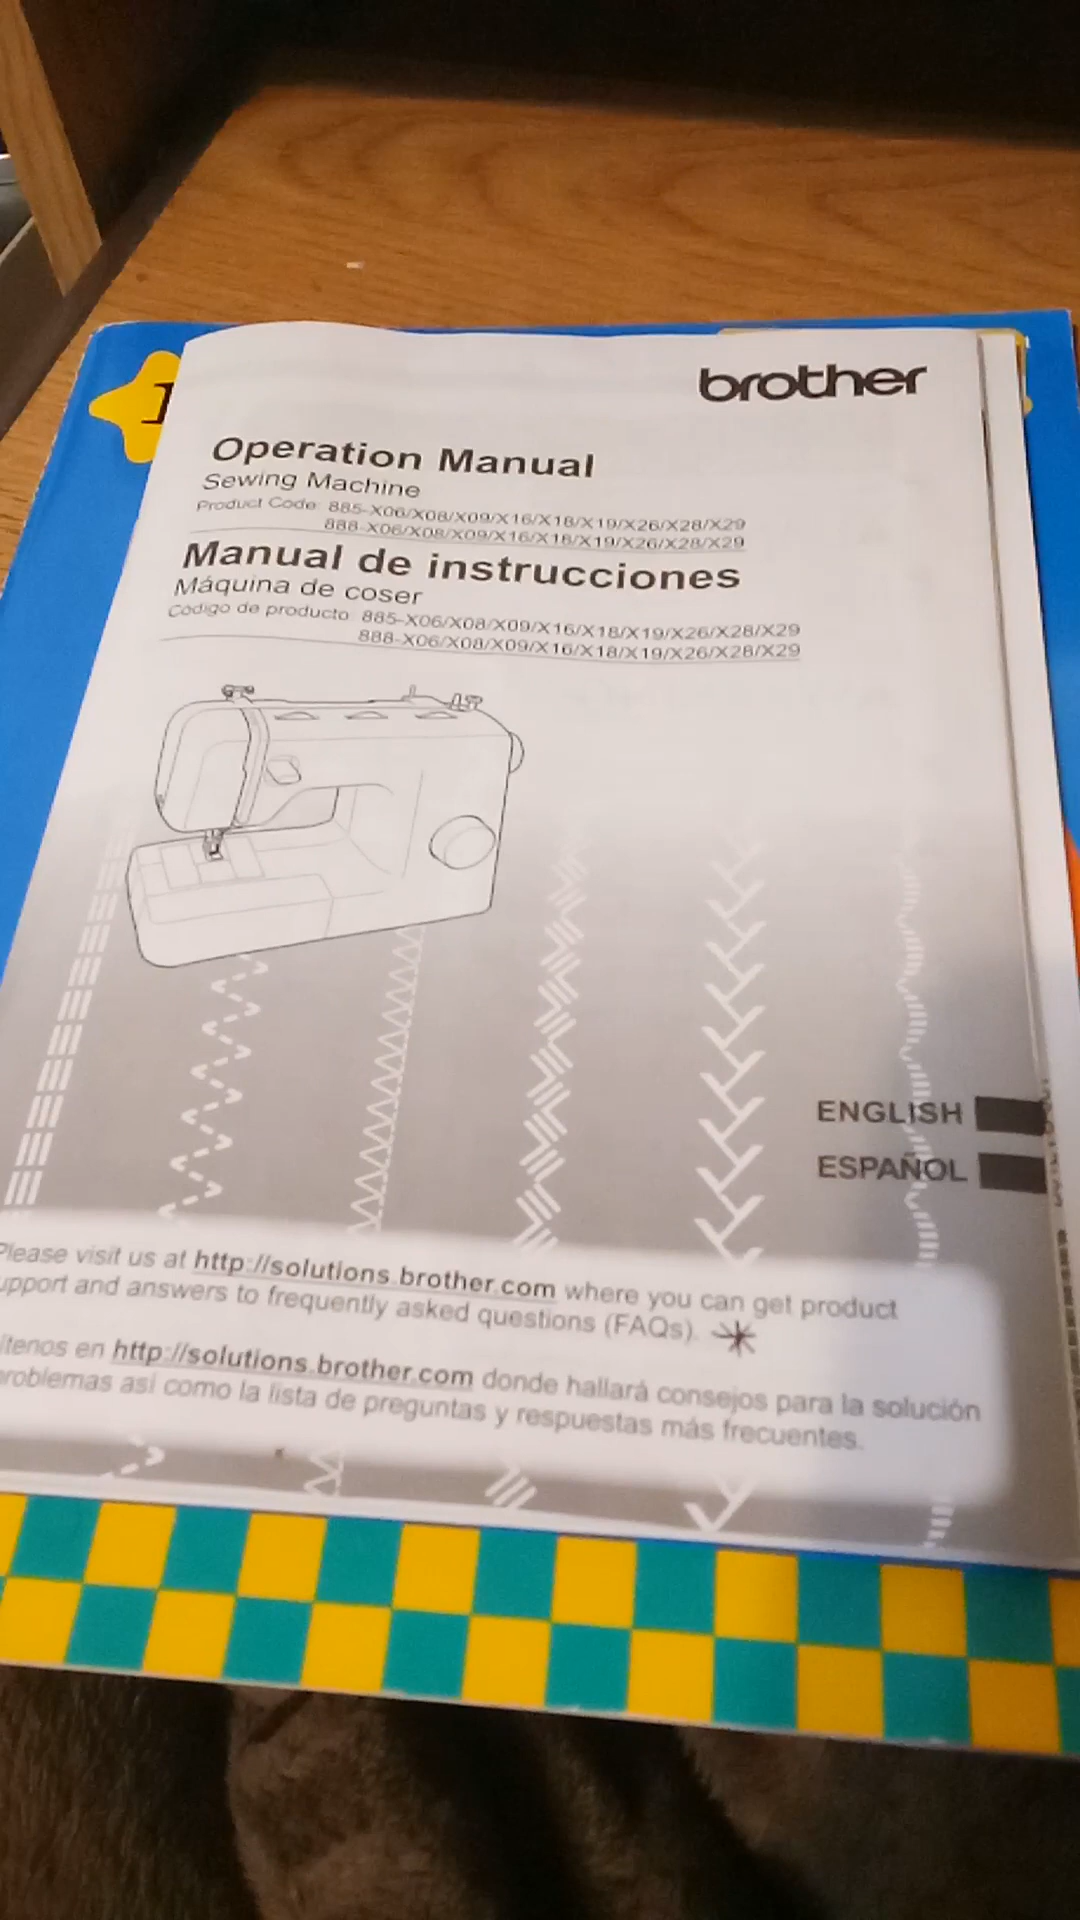 brother
Operation Manual
Sewing Machine
Product Code: 885-X06/X08/X09/X16/X18/X19/X26/X28/X29
888-X06/X08/X09/X16/X18/X19/X26/X28/X29
Manual de instrucciones
Máquina de coser
Código de producto: 885-X06/X08/X09/X16/X18/X19/X26/X28/X29
888-X06/X08/X09/X16/X18/X19/X26/X28/X29
ENGLISH
ESPAÑOL
Please visit us at http://solutions.brother.com where you can get product
upport and answers to frequently asked questions (FAQs).
ítenos en http://solutions.brother.com donde hallará consejos para la solución
problemas así como la lista de preguntas y respuestas más frecuentes.